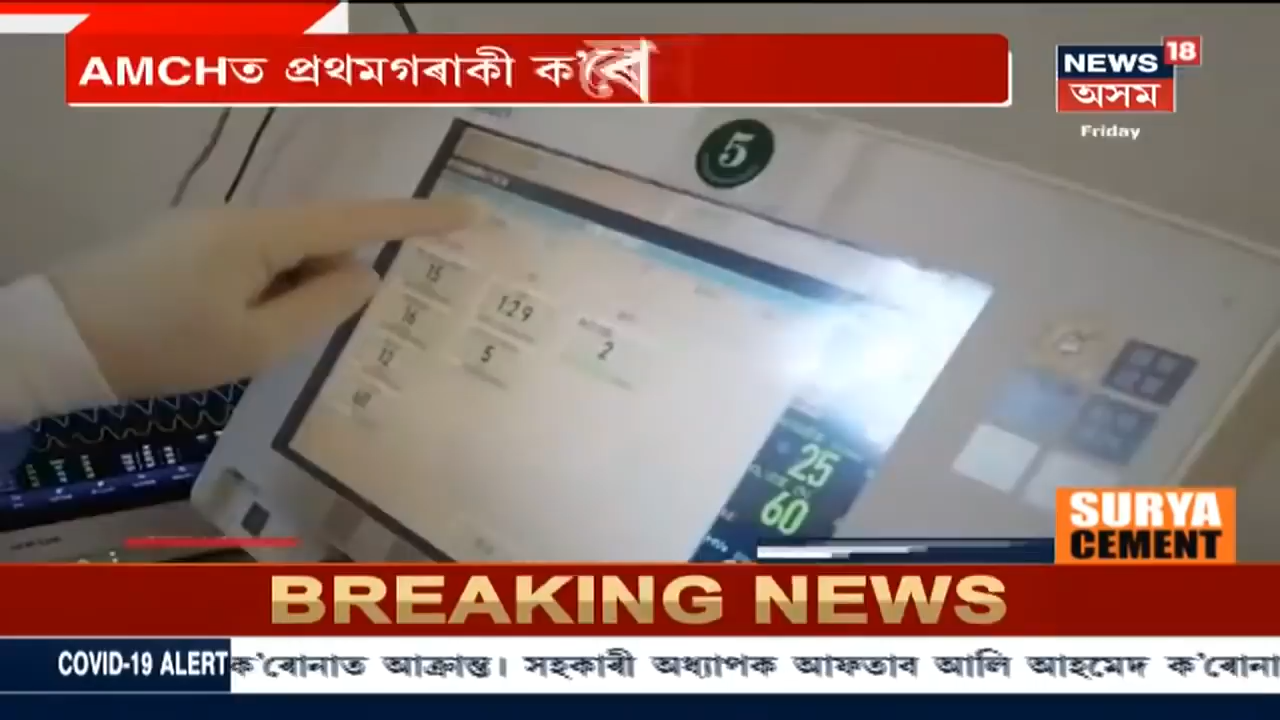 AMCHত প্ৰথমগৰাকী
NEWS 18
অসম
Friday
5
15
129
16
2
5
12
60
25
60
SURYA
CEMENT
BREAKING NEWS
COVID-19 ALERT ক'ৰোনাত আক্ৰান্ত। সহকাৰী অধ্যাপক আফতাব আলি আহমেদ ক'ৰোনা